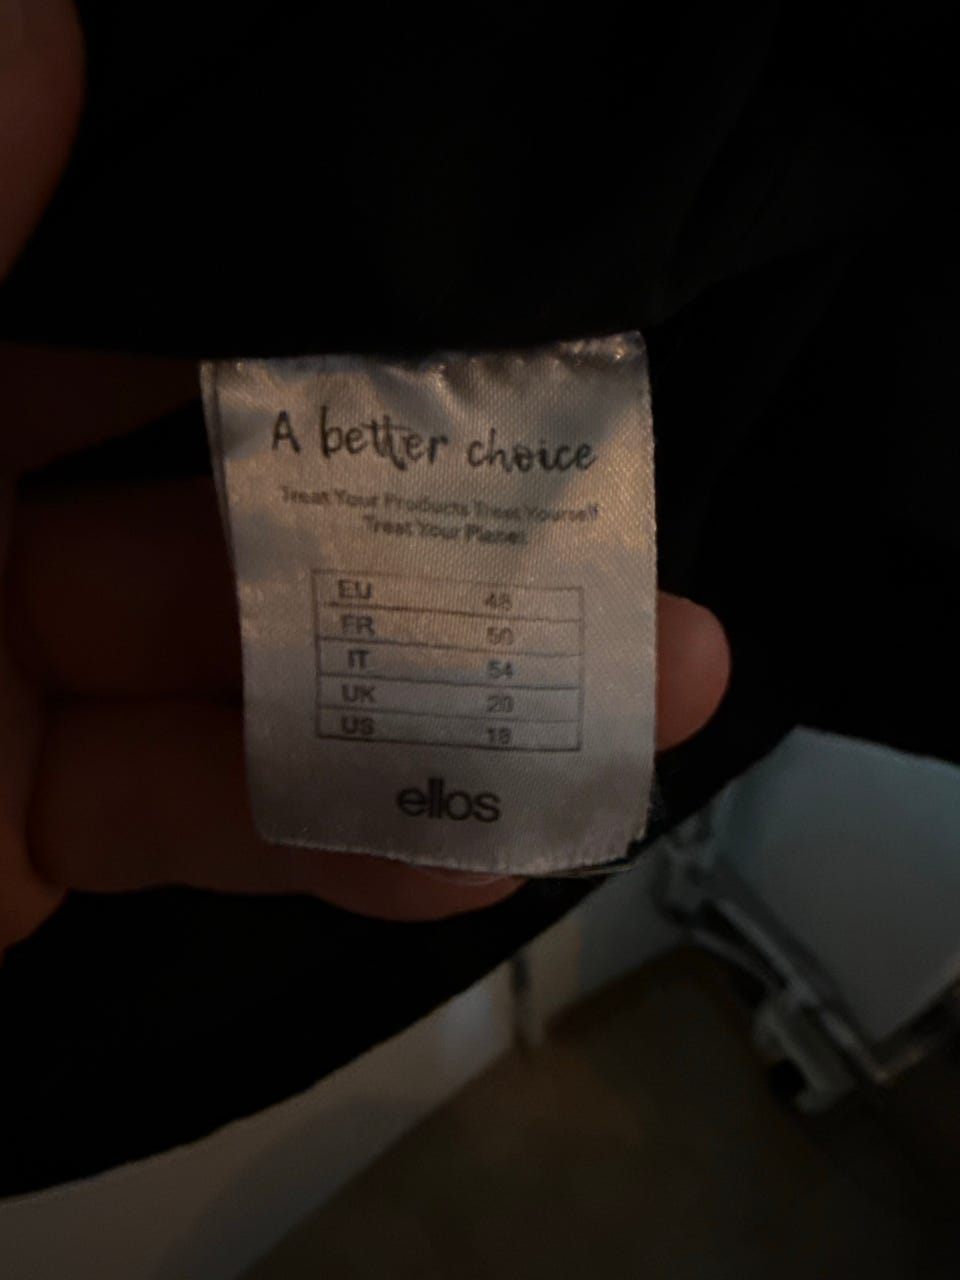 A better choice
Treat Your Products Treat Yourself
Treat Your Planet
EU 48
FR 50
IT 54
UK 20
US 18
ellos